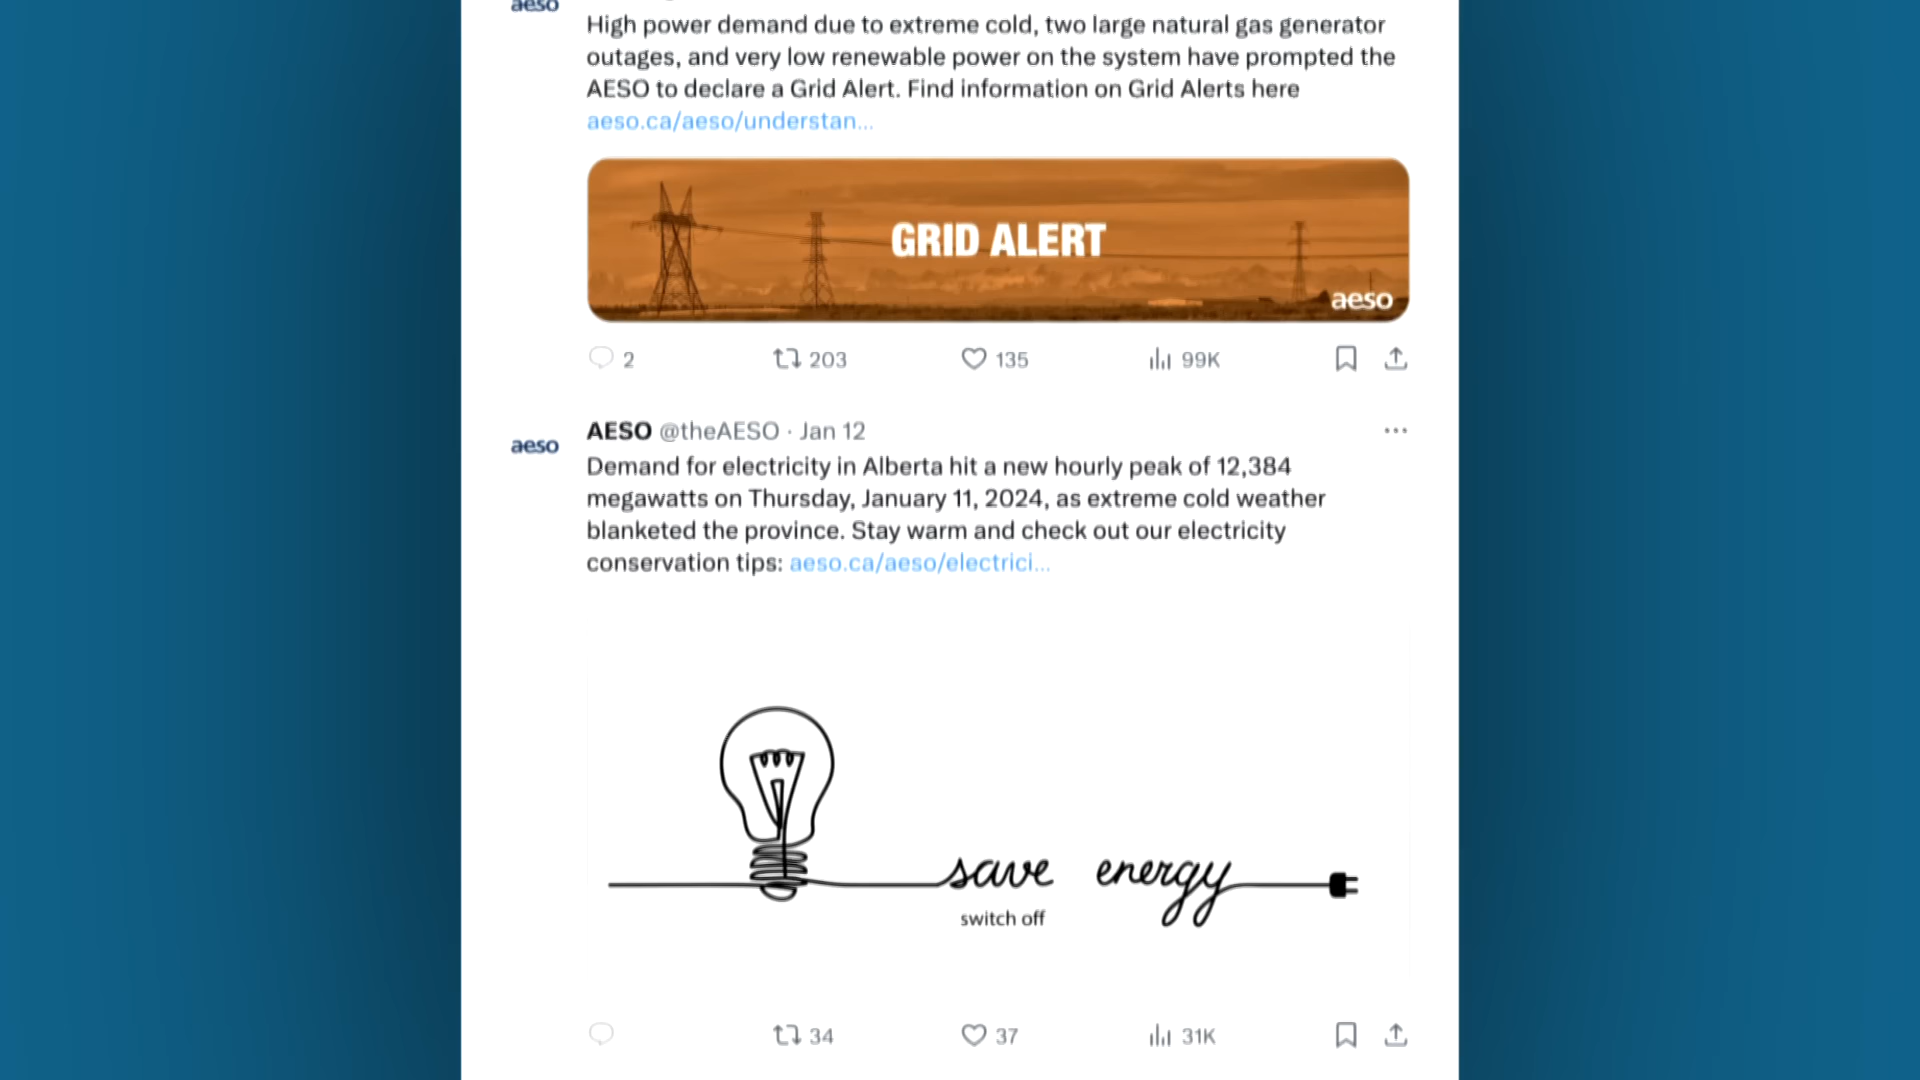 aeso
High power demand due to extreme cold, two large natural gas generator
outages, and very low renewable power on the system have prompted the
AESO to declare a Grid Alert. Find information on Grid Alerts here
aeso.ca/aeso/understan...
GRID ALERT
aeso
2 203 135 99K
aeso
AESO @theAESO · Jan 12
Demand for electricity in Alberta hit a new hourly peak of 12,384
megawatts on Thursday, January 11, 2024, as extreme cold weather
blanketed the province. Stay warm and check out our electricity
conservation tips: aeso.ca/aeso/electrici...
save energy
switch off
34 37 31K